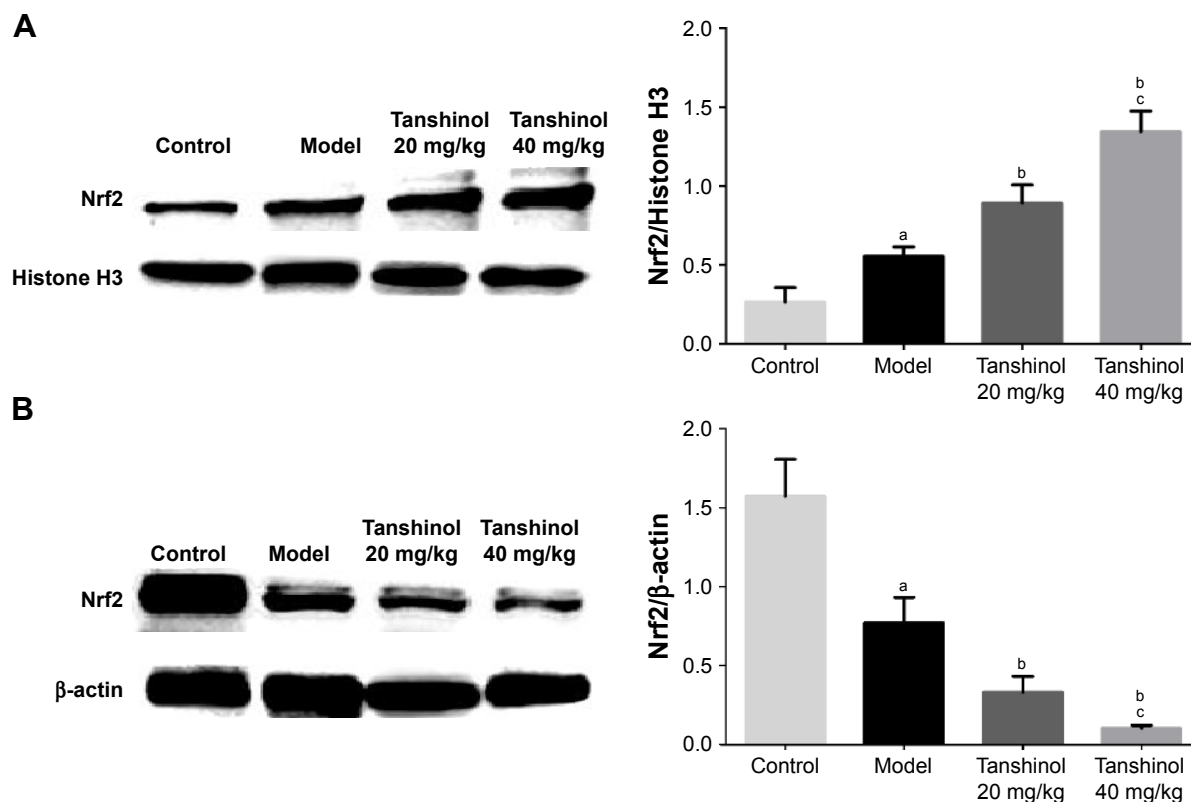 A
Control
Model
Tanshinol
20 mg/kg
Tanshinol
40 mg/kg
Nrf2
Histone H3
Nrf2/Histone H3
2.0
1.5
1.0
0.5
0.0
a
b
b
c
Control
Model
Tanshinol
20 mg/kg
Tanshinol
40 mg/kg
B
Control
Model
Tanshinol
20 mg/kg
Tanshinol
40 mg/kg
Nrf2
β-actin
Nrf2/β-actin
2.0
1.5
1.0
0.5
0.0
a
b
b
c
Control
Model
Tanshinol
20 mg/kg
Tanshinol
40 mg/kg